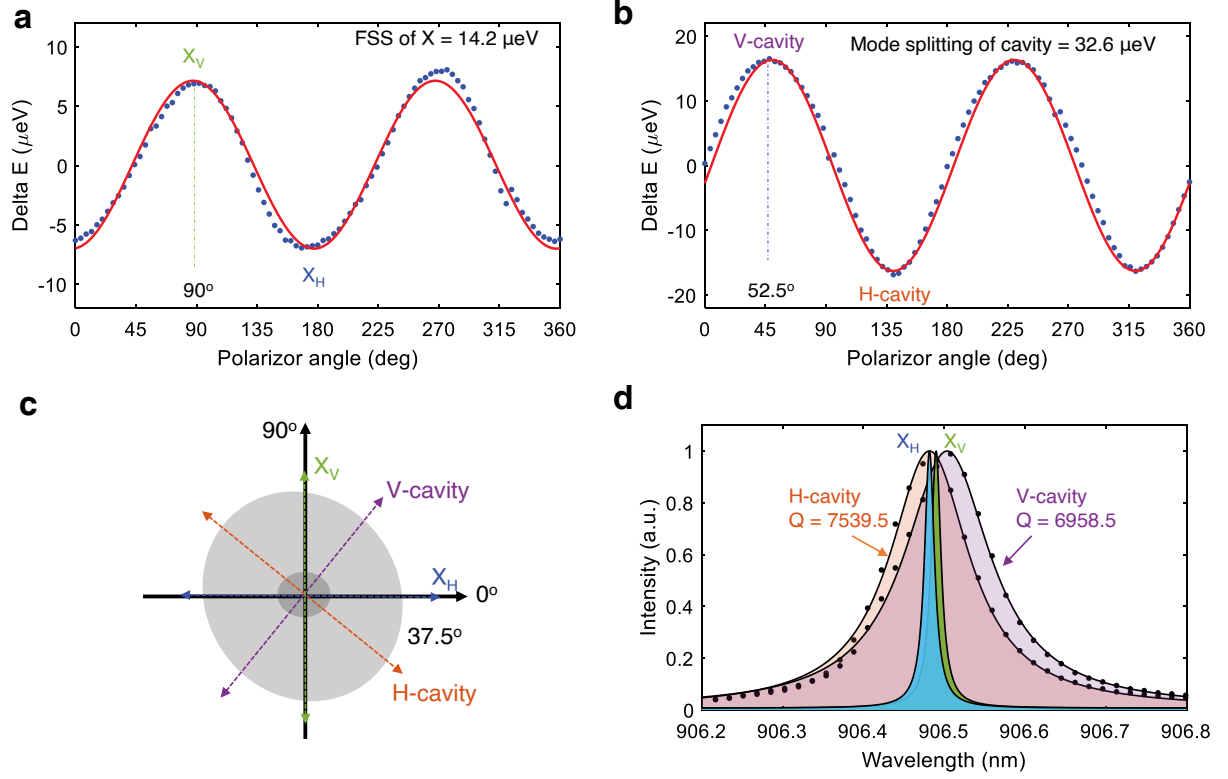 a
FSS of X = 14.2 µeV
X_V
X_H
90º
10
5
0
-5
-10
Delta E (µeV)
0 45 90 135 180 225 270 315 360
Polarizor angle (deg)
b
V-cavity
Mode splitting of cavity = 32.6 µeV
H-cavity
52.5º
20
10
0
-10
-20
Delta E (µeV)
0 45 90 135 180 225 270 315 360
Polarizor angle (deg)
c
90º
X_V
V-cavity
X_H
0º
37.5º
H-cavity
d
X_H X_V
H-cavity
Q = 7539.5
V-cavity
Q = 6958.5
1
0.8
0.6
0.4
0.2
0
Intensity (a.u.)
906.2 906.3 906.4 906.5 906.6 906.7 906.8
Wavelength (nm)